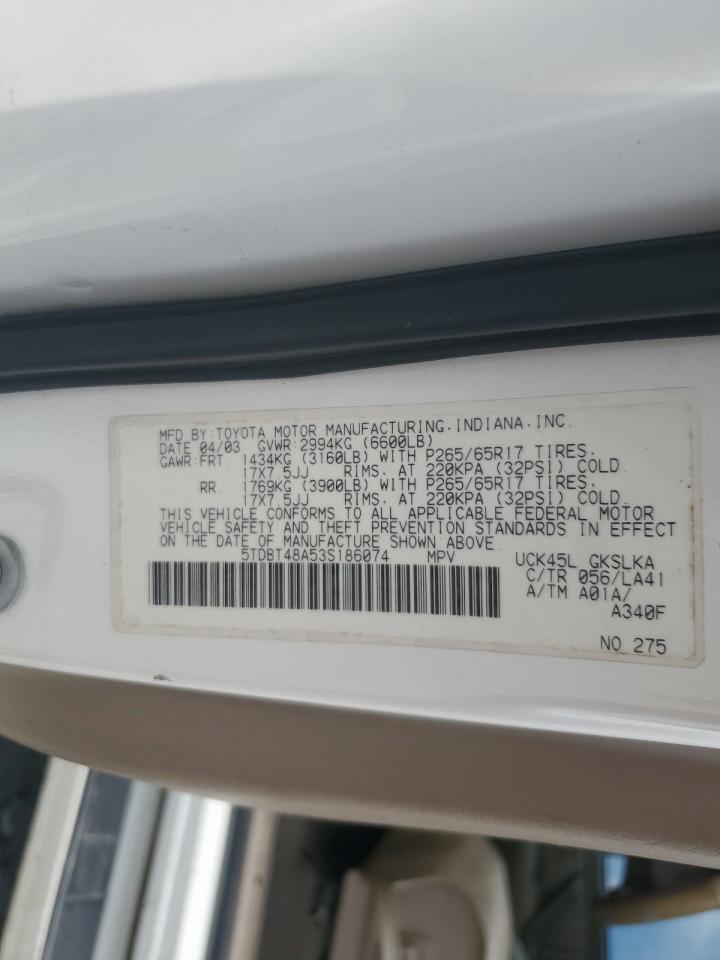 MFD.BY:TOYOTA MOTOR MANUFACTURING.INDIANA.INC.
DATE 04/03 GVWR:2994KG (6600LB)
GAWR:FRT 1434KG (3160LB) WITH P265/65R17 TIRES.
17X7.5JJ RIMS. AT 220KPA (32PSI) COLD
RR 1769KG (3900LB) WITH P265/65R17 TIRES.
17X7.5JJ RIMS. AT 220KPA (32PSI) COLD.
THIS VEHICLE CONFORMS TO ALL APPLICABLE FEDERAL MOTOR
VEHICLE SAFETY AND THEFT PREVENTION STANDARDS IN EFFECT
ON THE DATE OF MANUFACTURE SHOWN ABOVE.
5TDBT48A53S186074 MPV UCK45L GKSLKA
C/TR 056/LA41
A/TM A01A/
A340F
NO 275